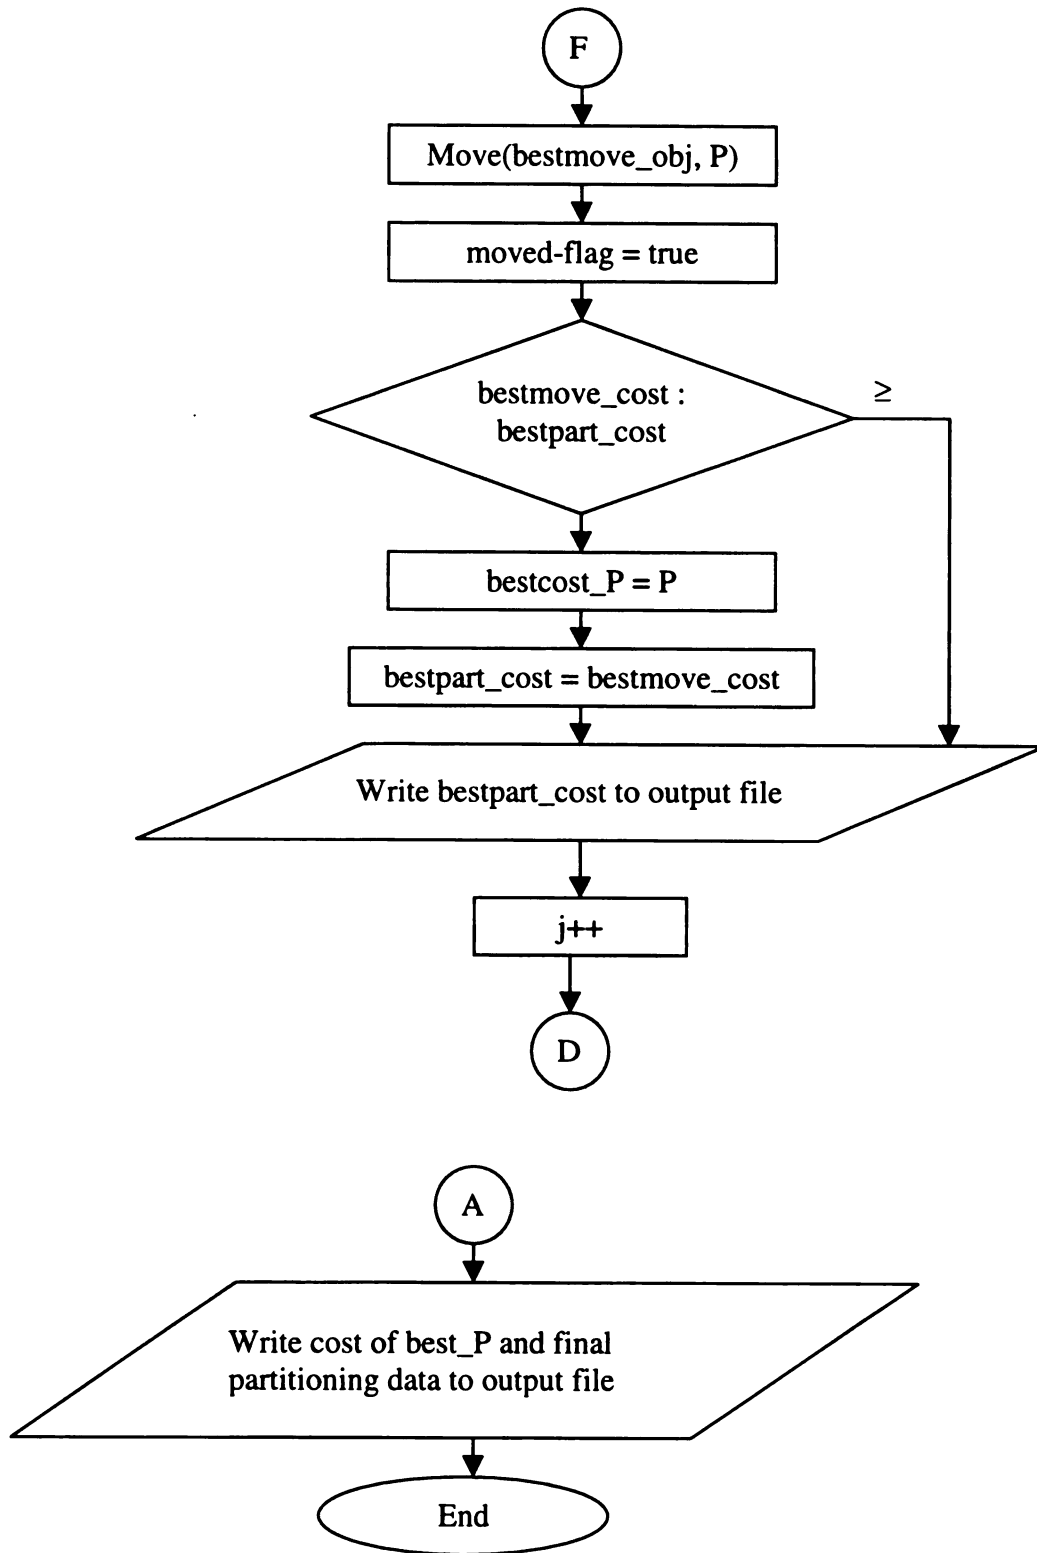 F
Move(bestmove_obj, P)
moved-flag = true
bestmove_cost :
bestpart_cost
≥
bestcost_P = P
bestpart_cost = bestmove_cost
Write bestpart_cost to output file
j++
D
A
Write cost of best_P and final
partitioning data to output file
End